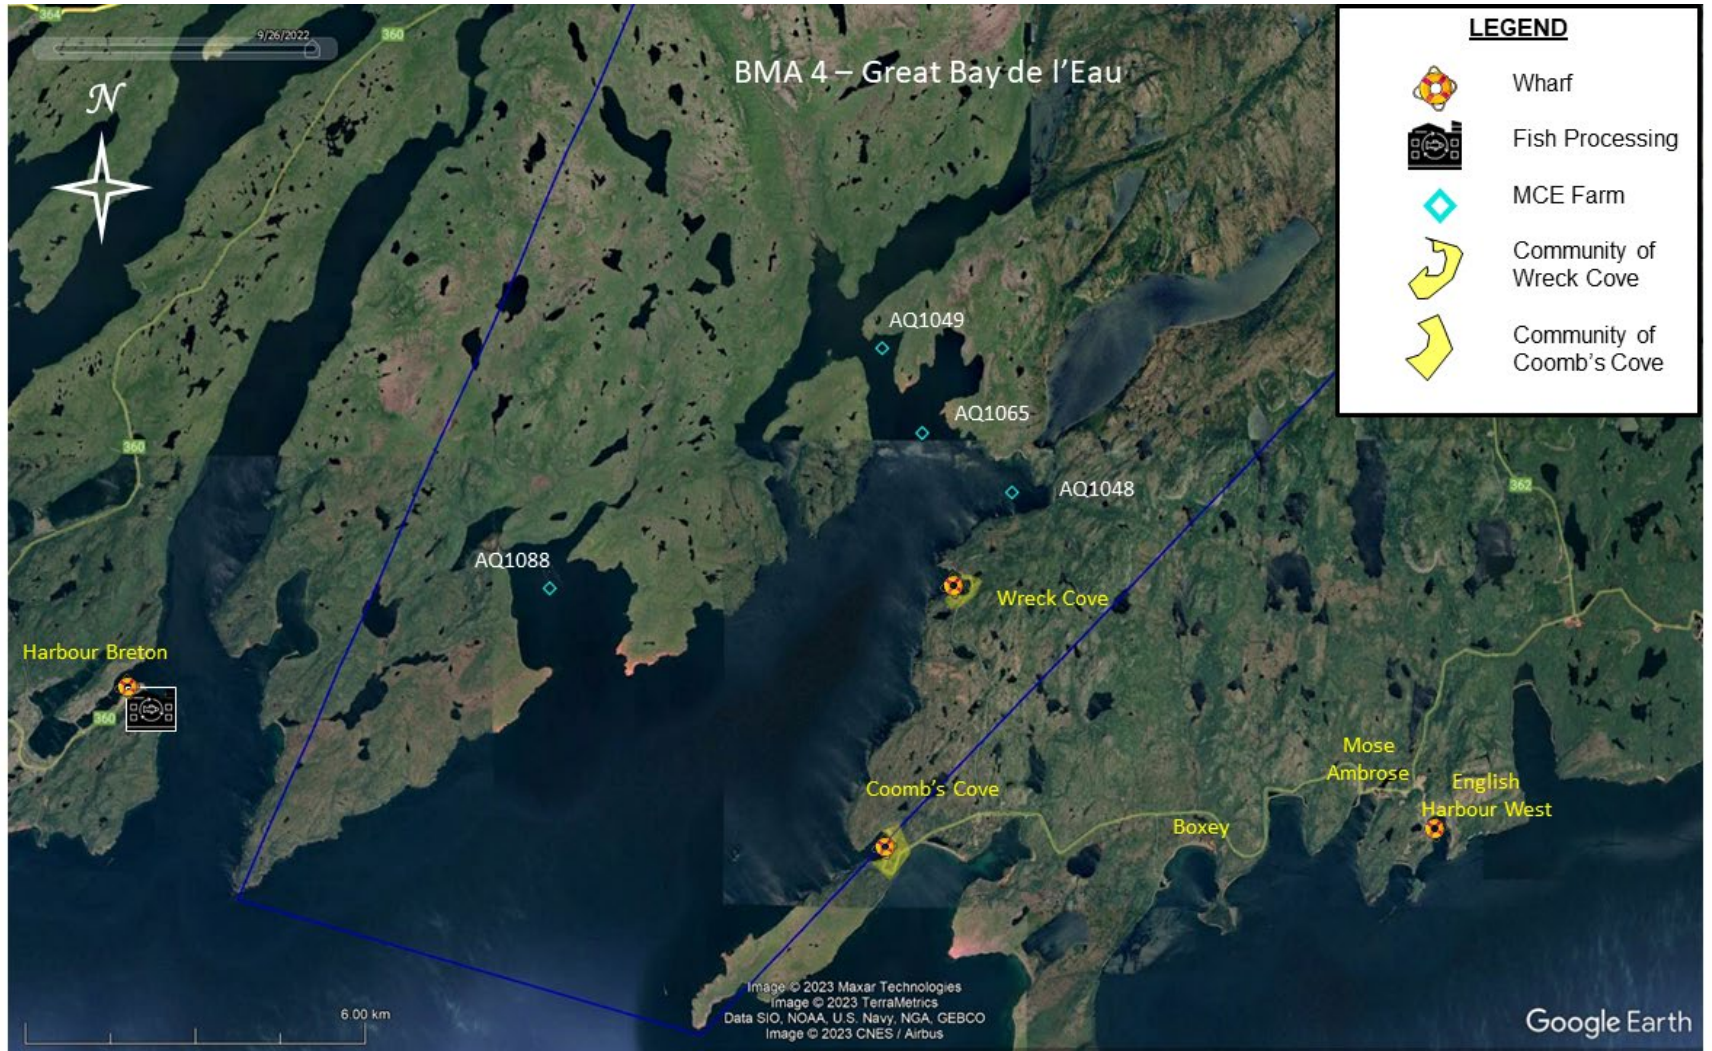 364
9/26/2022
360
BMA 4 – Great Bay de l'Eau
N
LEGEND
Wharf
Fish Processing
MCE Farm
Community of
Wreck Cove
Community of
Coomb's Cove
AQ1049
AQ1065
AQ1048
AQ1088
360
362
Wreck Cove
Harbour Breton
360
Coomb's Cove
Mose
Ambrose
English
Harbour West
Boxey
6.00 km
Image © 2023 Maxar Technologies
Image © 2023 TerraMetrics
Data SIO, NOAA, U.S. Navy, NGA, GEBCO
Image © 2023 CNES / Airbus
Google Earth